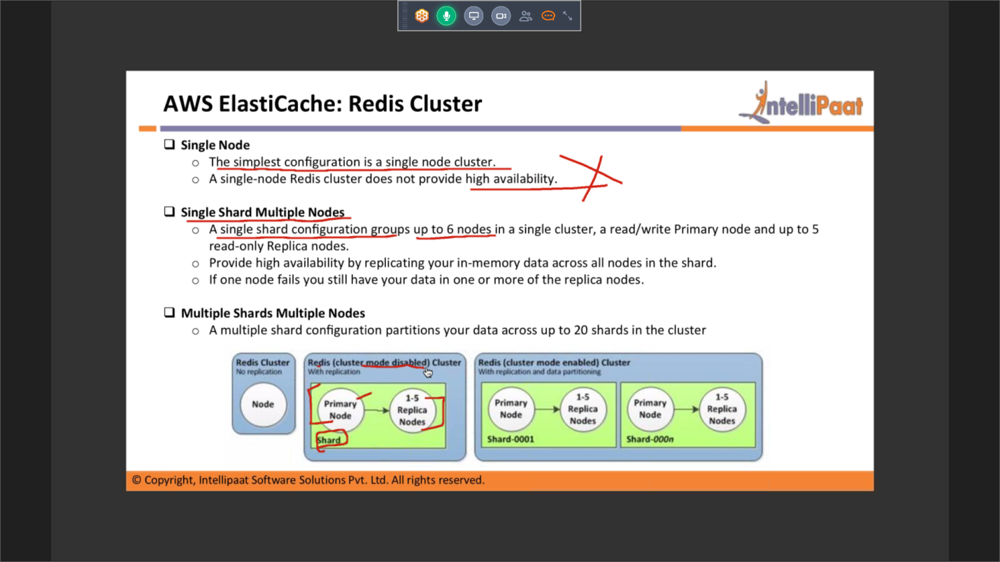 AWS ElastiCache: Redis Cluster
IntelliPaat
Single Node
The simplest configuration is a single node cluster.
A single-node Redis cluster does not provide high availability.
Single Shard Multiple Nodes
A single shard configuration groups up to 6 nodes in a single cluster, a read/write Primary node and up to 5
read-only Replica nodes.
Provide high availability by replicating your in-memory data across all nodes in the shard.
If one node fails you still have your data in one or more of the replica nodes.
Multiple Shards Multiple Nodes
A multiple shard configuration partitions your data across up to 20 shards in the cluster
Redis Cluster
No replication
Node
Redis (cluster mode disabled) Cluster
With replication
Primary
Node
1-5
Replica
Nodes
Shard
Redis (cluster mode enabled) Cluster
With replication and data partitioning
Primary
Node
1-5
Replica
Nodes
Shard-0001
Primary
Node
1-5
Replica
Nodes
Shard-000n
© Copyright, Intellipaat Software Solutions Pvt. Ltd. All rights reserved.